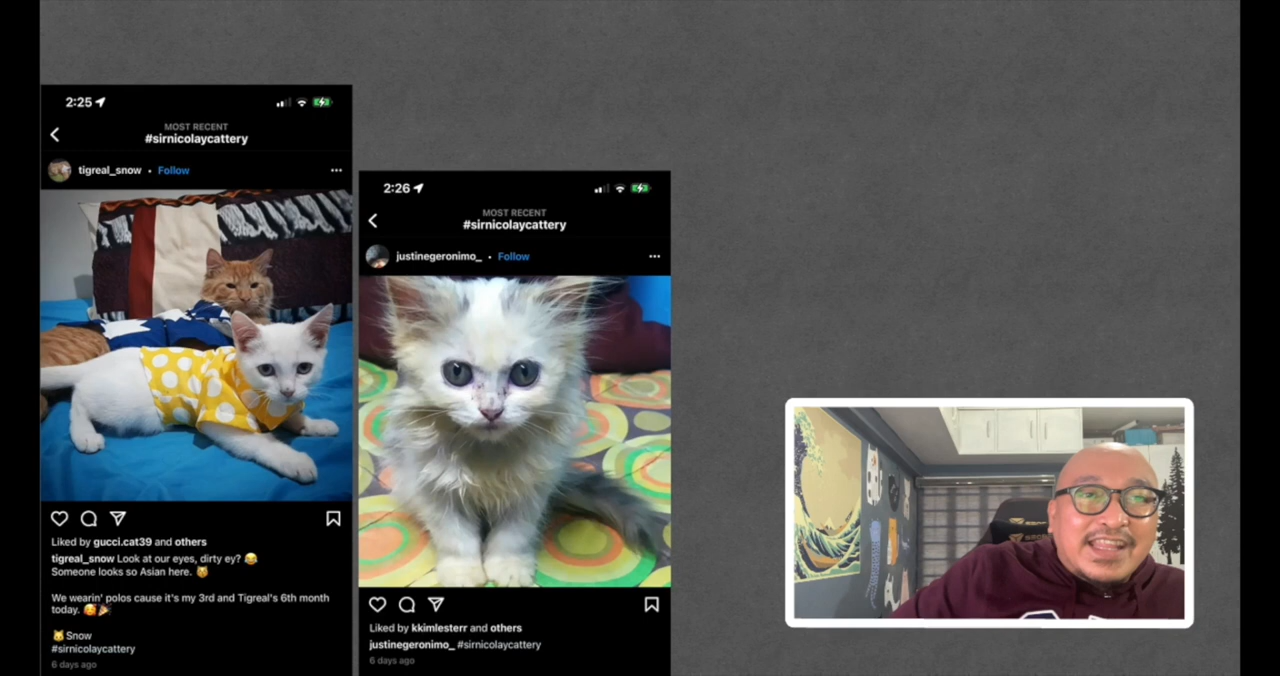 2:25
MOST RECENT
#sirnicolaycattery
tigreal_snow • Follow
Liked by gucci.cat39 and others
tigreal_snow Look at our eyes, dirty ey? 😂
Someone looks so Asian here. 😹
We wearin' polos cause it's my 3rd and Tigreal's 6th month
today. 🥰🎉
🐱Snow
#sirnicolaycattery
6 days ago
2:26
MOST RECENT
#sirnicolaycattery
justinegeronimo_ • Follow
Liked by kkimlesterr and others
justinegeronimo_ #sirnicolaycattery
6 days ago